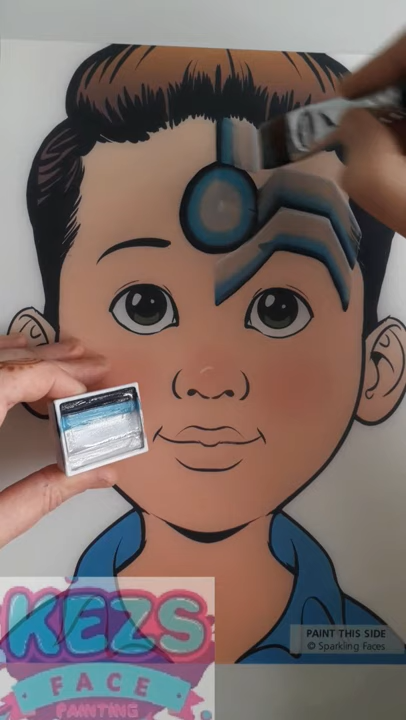 PAINT THIS SIDE
© Sparkling Faces
KEZS
FACE
PAINTING